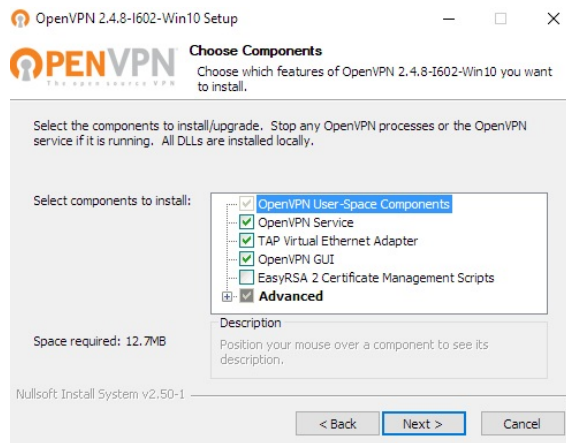 OpenVPN 2.4.8-I602-Win10 Setup
OPENVPN
The open source VPN
Choose Components
Choose which features of OpenVPN 2.4.8-I602-Win10 you want
to install.
Select the components to install/upgrade. Stop any OpenVPN processes or the OpenVPN
service if it is running. All DLLs are installed locally.
Select components to install:
OpenVPN User-Space Components
OpenVPN Service
TAP Virtual Ethernet Adapter
OpenVPN GUI
EasyRSA 2 Certificate Management Scripts
Advanced
Space required: 12.7MB
Description
Position your mouse over a component to see its
description.
Nullsoft Install System v2.50-1
< Back
Next >
Cancel